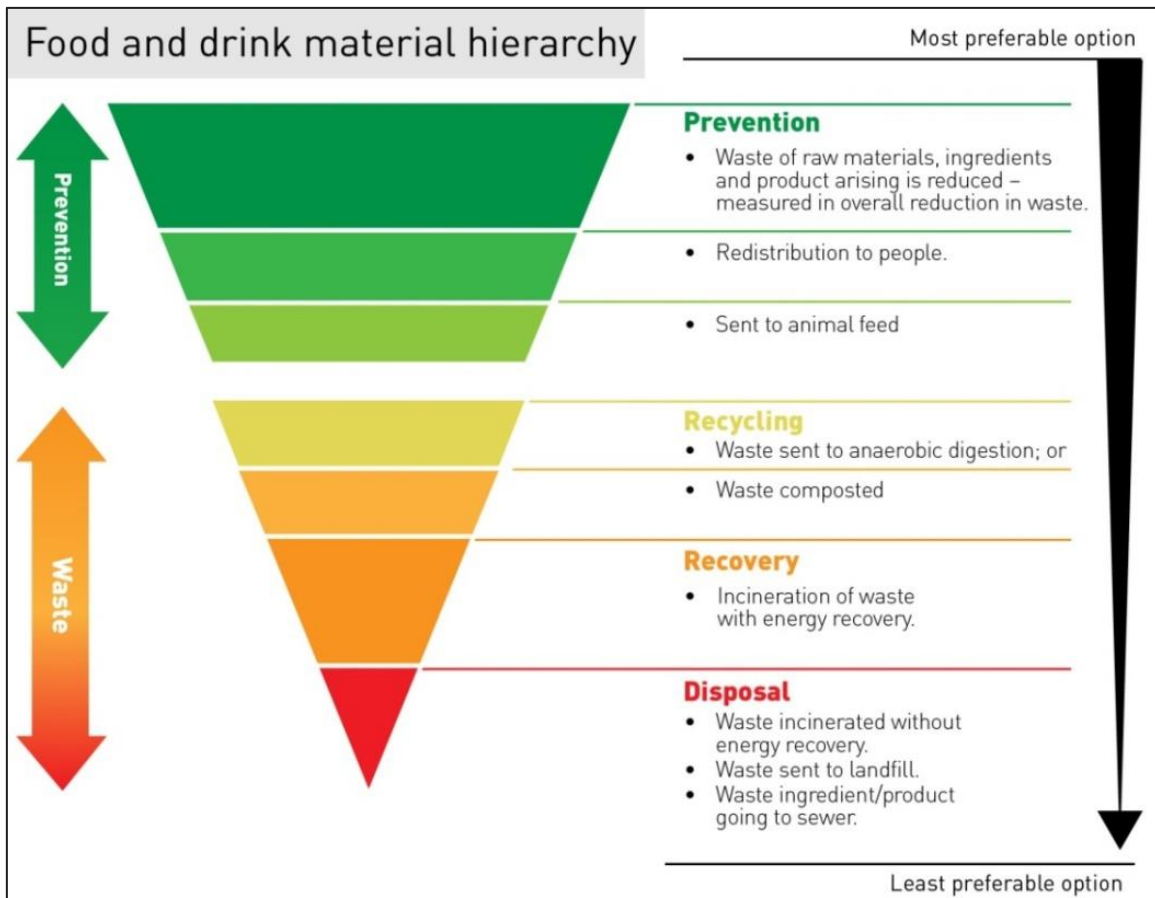 Food and drink material hierarchy
Most preferable option
Prevention
Prevention
• Waste of raw materials, ingredients
and product arising is reduced –
measured in overall reduction in waste.
• Redistribution to people.
• Sent to animal feed
Waste
Recycling
• Waste sent to anaerobic digestion; or
• Waste composted
Recovery
• Incineration of waste
with energy recovery.
Disposal
• Waste incinerated without
energy recovery.
• Waste sent to landfill.
• Waste ingredient/product
going to sewer.
Least preferable option